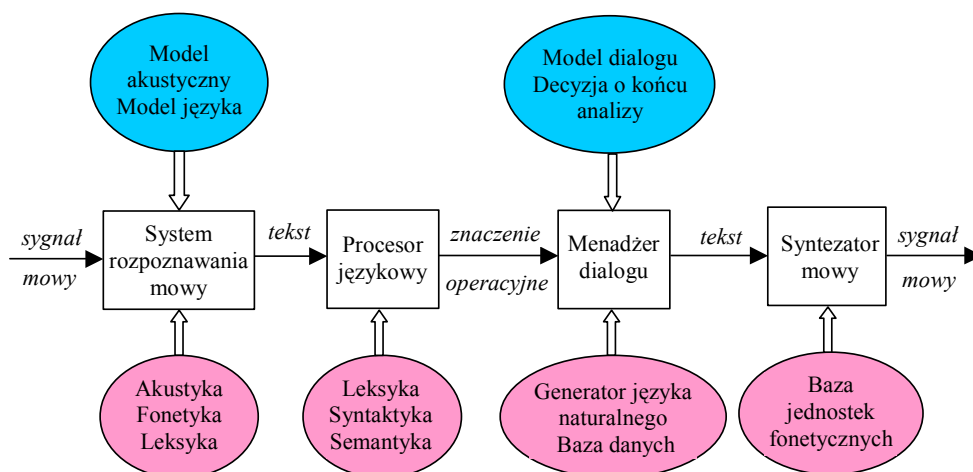 Model
akustyczny
Model języka
Model dialogu
Decyzja o końcu
analizy
sygnał
mowy
System
rozpoznawania
mowy
tekst
Procesor
językowy
znaczenie
operacyjne
Menadżer
dialogu
tekst
Syntezator
mowy
sygnał
mowy
Akustyka
Fonetyka
Leksyka
Leksyka
Syntaktyka
Semantyka
Generator języka
naturalnego
Baza danych
Baza
jednostek
fonetycznych